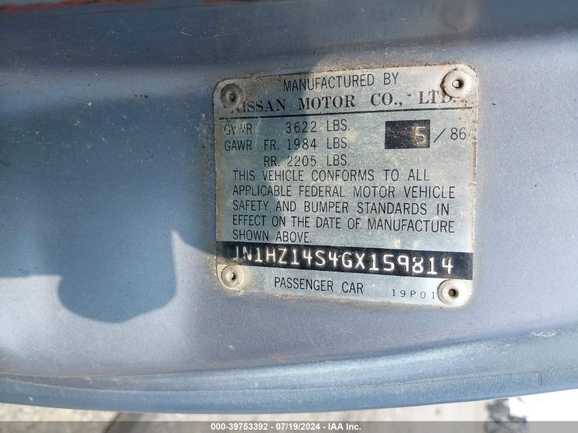 MANUFACTURED BY
NISSAN MOTOR CO., LTD.
GVWR 3622 LBS. 5/86
GAWR FR. 1984 LBS.
RR. 2205 LBS.
THIS VEHICLE CONFORMS TO ALL
APPLICABLE FEDERAL MOTOR VEHICLE
SAFETY AND BUMPER STANDARDS IN
EFFECT ON THE DATE OF MANUFACTURE
SHOWN ABOVE.
JN1HZ14S4GX159814
PASSENGER CAR 19P01
000-39753392 - 07/19/2024 - IAA Inc.